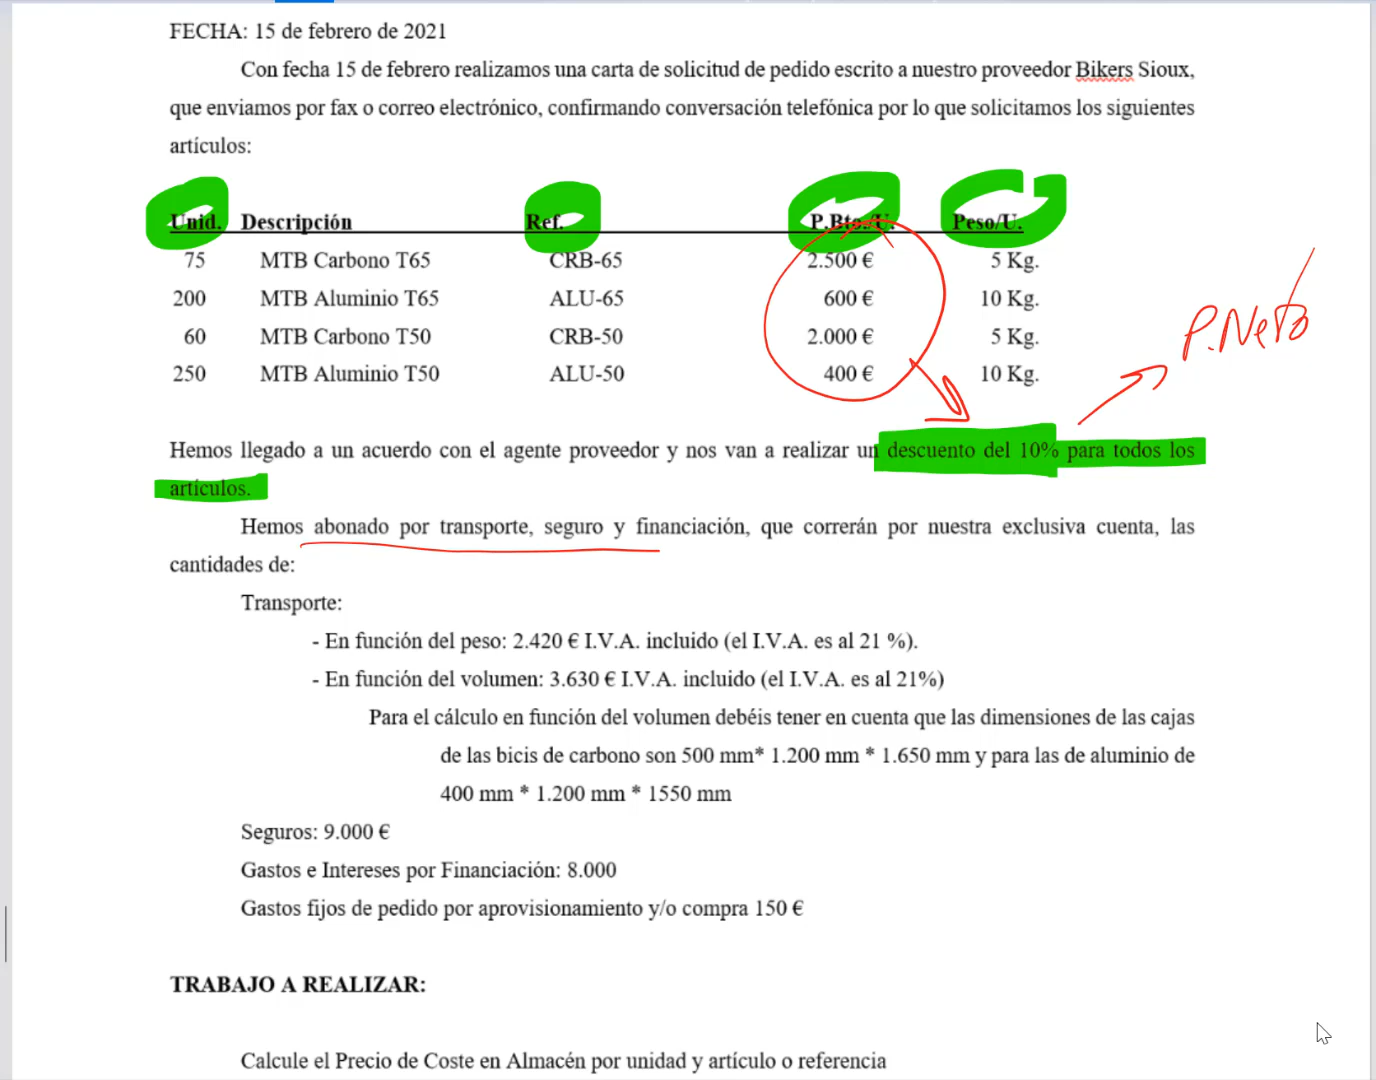 FECHA: 15 de febrero de 2021
Con fecha 15 de febrero realizamos una carta de solicitud de pedido escrito a nuestro proveedor Bikers Sioux,
que enviamos por fax o correo electrónico, confirmando conversación telefónica por lo que solicitamos los siguientes
artículos:
Unid. Descripción Ref. P.Bto./U. Peso/U.
75 MTB Carbono T65 CRB-65 2.500 € 5 Kg.
200 MTB Aluminio T65 ALU-65 600 € 10 Kg.
60 MTB Carbono T50 CRB-50 2.000 € 5 Kg.
250 MTB Aluminio T50 ALU-50 400 € 10 Kg.
P.Neto
Hemos llegado a un acuerdo con el agente proveedor y nos van a realizar un descuento del 10% para todos los
artículos.
Hemos abonado por transporte, seguro y financiación, que correrán por nuestra exclusiva cuenta, las
cantidades de:
Transporte:
- En función del peso: 2.420 € I.V.A. incluido (el I.V.A. es al 21 %).
- En función del volumen: 3.630 € I.V.A. incluido (el I.V.A. es al 21%)
Para el cálculo en función del volumen debéis tener en cuenta que las dimensiones de las cajas
de las bicis de carbono son 500 mm* 1.200 mm * 1.650 mm y para las de aluminio de
400 mm * 1.200 mm * 1550 mm
Seguros: 9.000 €
Gastos e Intereses por Financiación: 8.000
Gastos fijos de pedido por aprovisionamiento y/o compra 150 €
TRABAJO A REALIZAR:
Calcule el Precio de Coste en Almacén por unidad y artículo o referencia